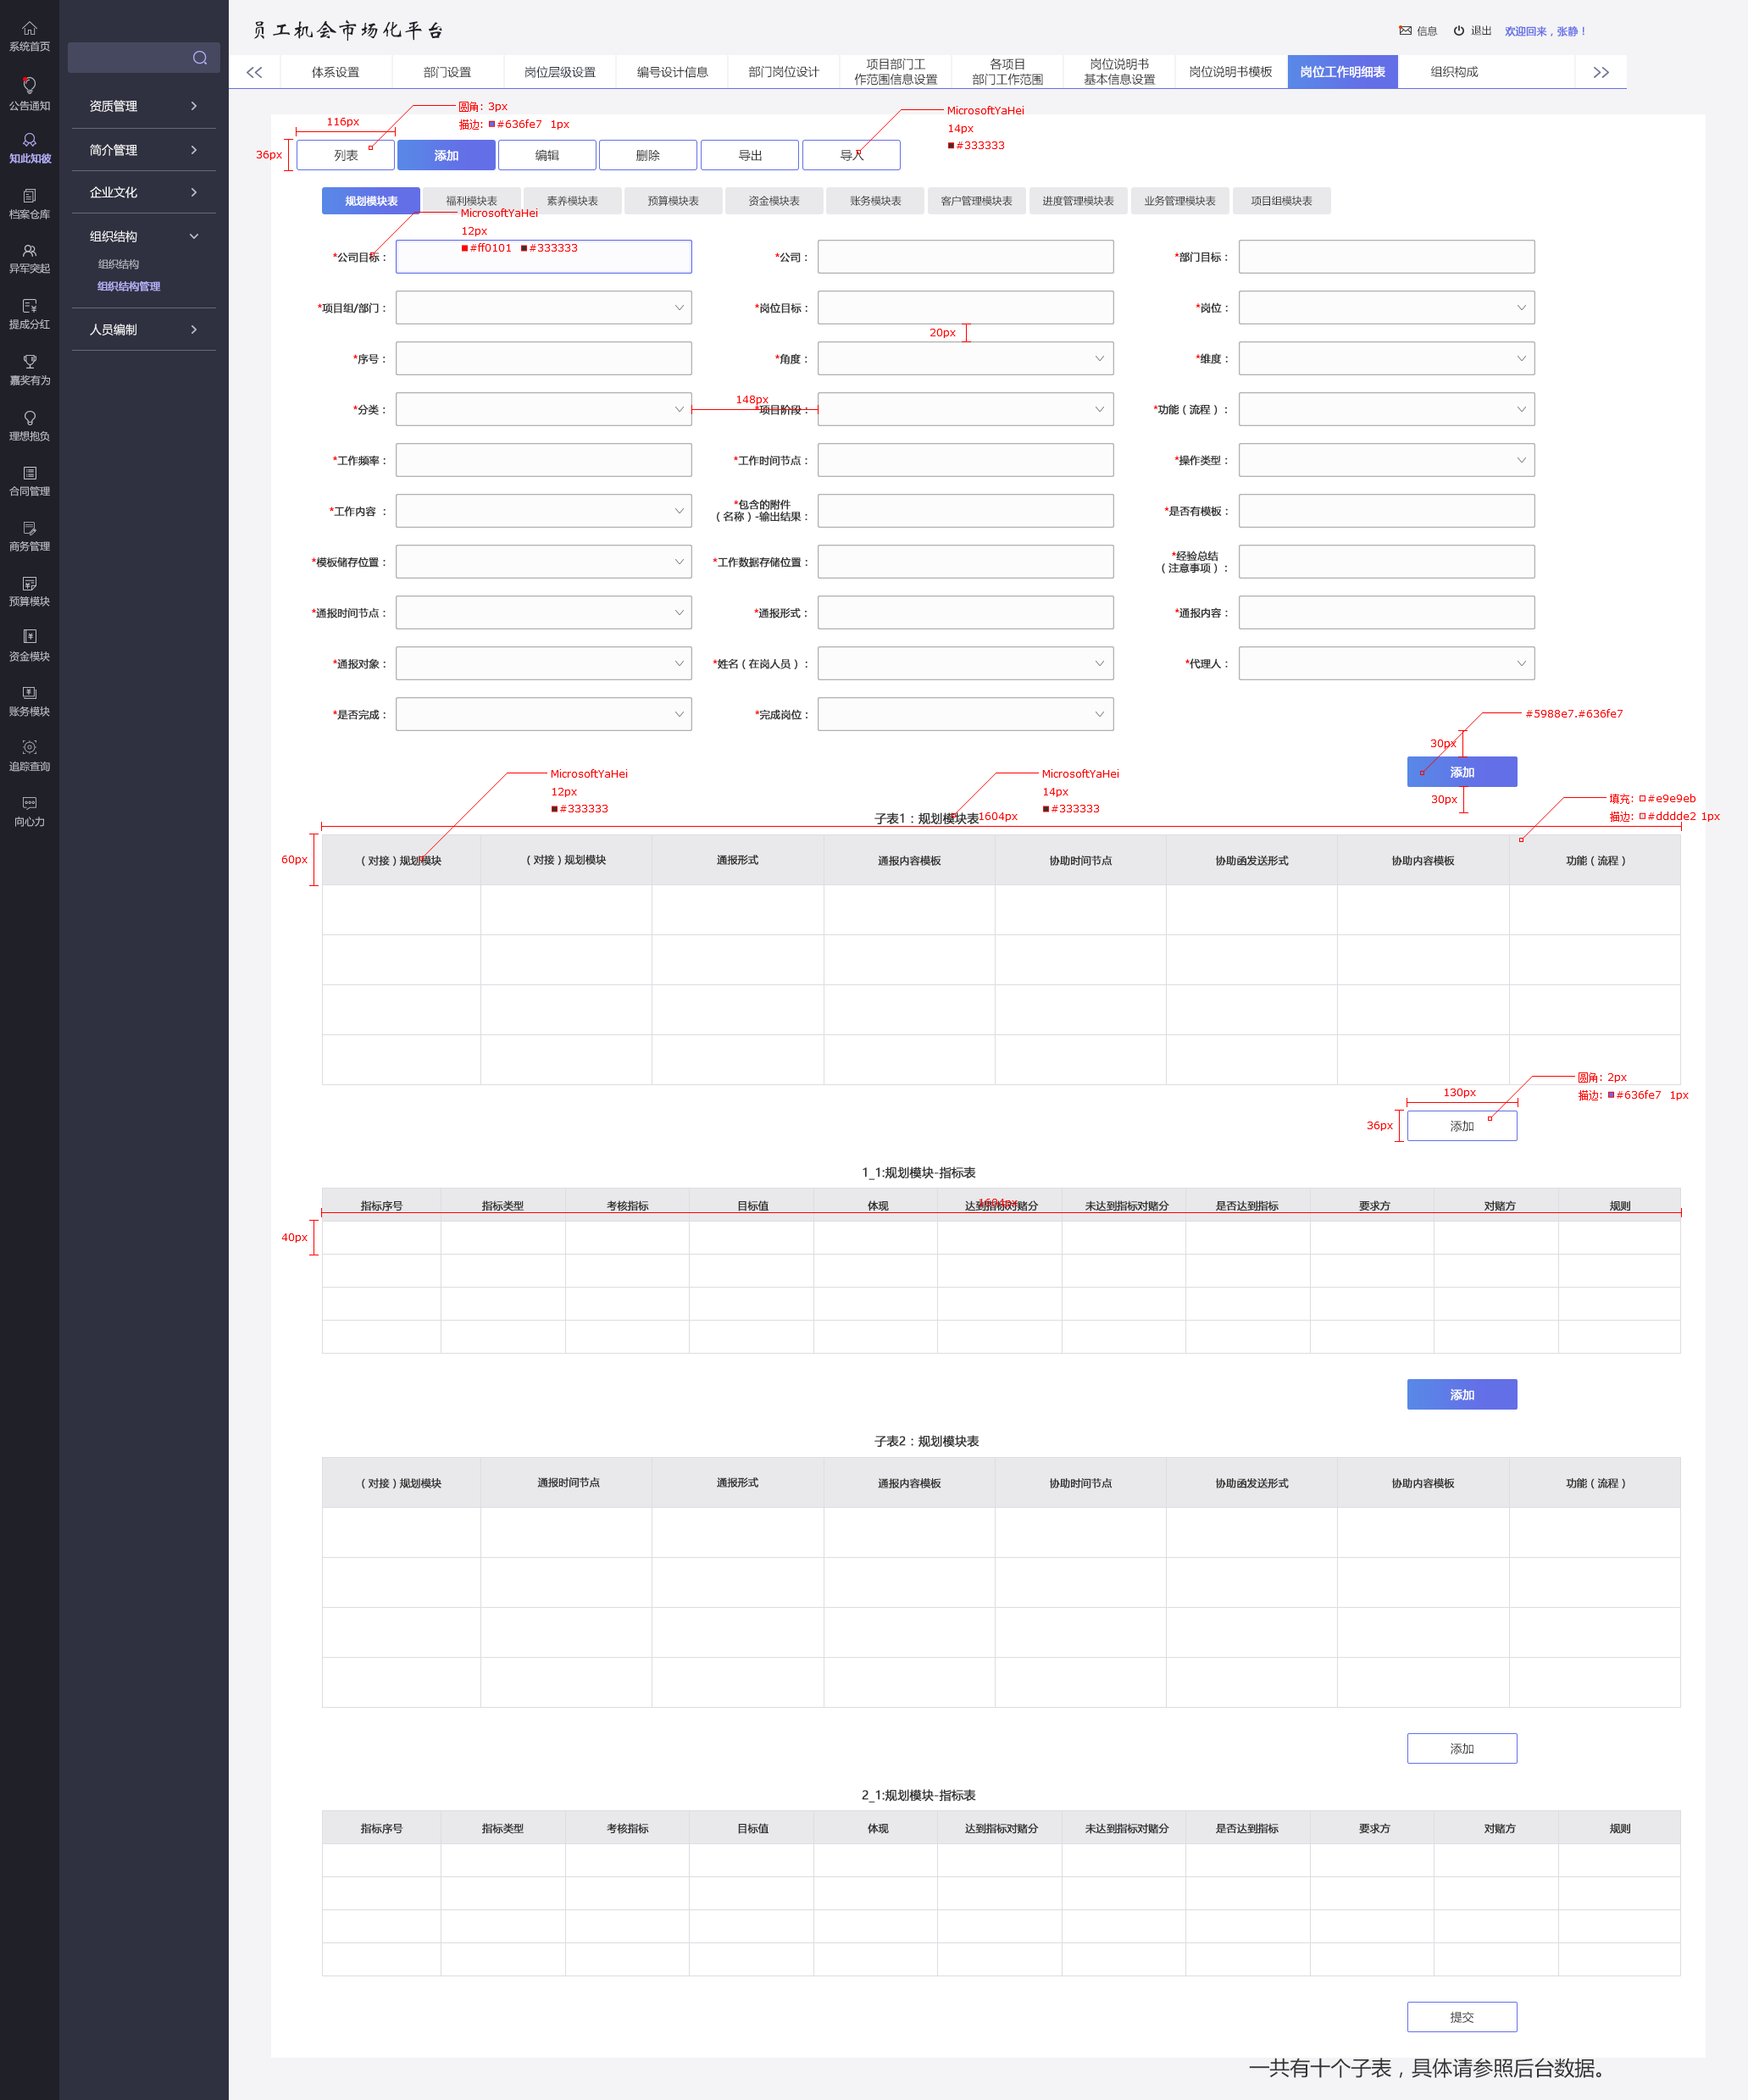 员工机会市场化平台
信息 退出 欢迎回来，张静！
系统首页
公告通知
知此知彼
档案仓库
异军突起
提成分红
嘉奖有为
理想抱负
合同管理
商务管理
预算模块
资金模块
账务模块
追踪查询
向心力
资质管理
简介管理
企业文化
组织结构
组织结构
组织结构管理
人员编制
<< 体系设置 部门设置 岗位层级设置 编号设计信息 部门岗位设计 项目部门工作范围信息设置 各项目部门工作范围 岗位说明书基本信息设置 岗位说明书模板 岗位工作明细表 组织构成 >>
圆角: 3px
描边: #636fe7 1px
116px
36px
MicrosoftYaHei
14px
#333333
列表 添加 编辑 删除 导出 导入
规划模块表 福利模块表 素养模块表 预算模块表 资金模块表 账务模块表 客户管理模块表 进度管理模块表 业务管理模块表 项目组模块表
MicrosoftYaHei
12px
#ff0101 #333333
*公司目标： *公司： *部门目标：
*项目组/部门： *岗位目标： *岗位：
20px
*序号： *角度： *维度：
148px
*分类： *项目阶段： *功能（流程）：
*工作频率： *工作时间节点： *操作类型：
*工作内容 ： *包含的附件（名称）-输出结果： *是否有模板：
*模板储存位置： *工作数据存储位置： *经验总结（注意事项）：
*通报时间节点： *通报形式： *通报内容：
*通报对象： *姓名（在岗人员）： *代理人：
*是否完成： *完成岗位：
#5988e7.#636fe7
30px
添加
30px
MicrosoftYaHei
12px
#333333
MicrosoftYaHei
14px
#333333
填充: #e9e9eb
描边: #dddde2 1px
子表1：规划模块表
1604px
60px
（对接）规划模块 （对接）规划模块 通报形式 通报内容模板 协助时间节点 协助函发送形式 协助内容模板 功能（流程）
圆角: 2px
描边: #636fe7 1px
130px
36px
添加
1_1:规划模块-指标表
1604px
指标序号 指标类型 考核指标 目标值 体现 达到指标对赌分 未达到指标对赌分 是否达到指标 要求方 对赌方 规则
40px
添加
子表2：规划模块表
（对接）规划模块 通报时间节点 通报形式 通报内容模板 协助时间节点 协助函发送形式 协助内容模板 功能（流程）
添加
2_1:规划模块-指标表
指标序号 指标类型 考核指标 目标值 体现 达到指标对赌分 未达到指标对赌分 是否达到指标 要求方 对赌方 规则
提交
一共有十个子表，具体请参照后台数据。